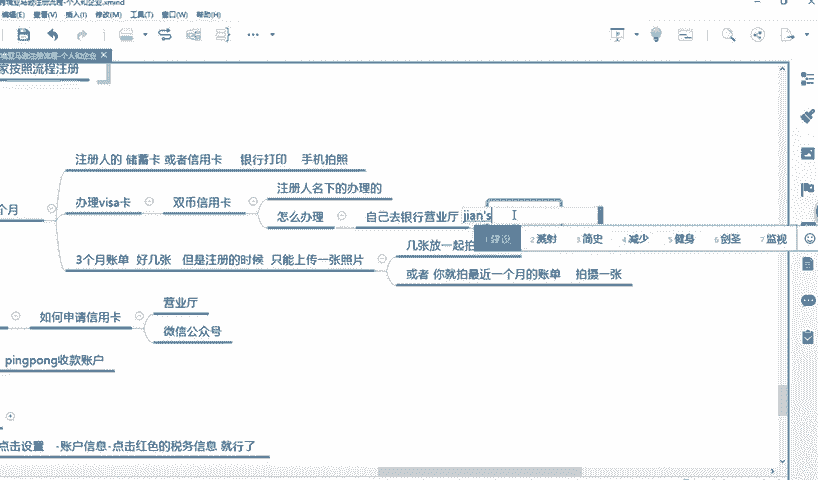 编辑(E) 查看(V) 插入(I) 修改(M) 工具(T) 窗口(W) 帮助(H)
家按照流程注册
注册人的 储蓄卡 或者信用卡 银行打印 手机拍照
个月
办理visa卡
双币信用卡
注册人名下的办理的
怎么办理
自己去银行营业厅 jian's
1 建设 2 溅射 3 简史 4 减少 5 健身 6 剑圣 7 监视
几张放一起拍
3个月账单 好几张 但是注册的时候 只能上传一张照片
或者 你就拍最近一个月的账单 拍摄一张
如何申请信用卡
营业厅
微信公众号
pingpong收款账户
点击设置 -账户信息-点击红色的税务信息 就行了